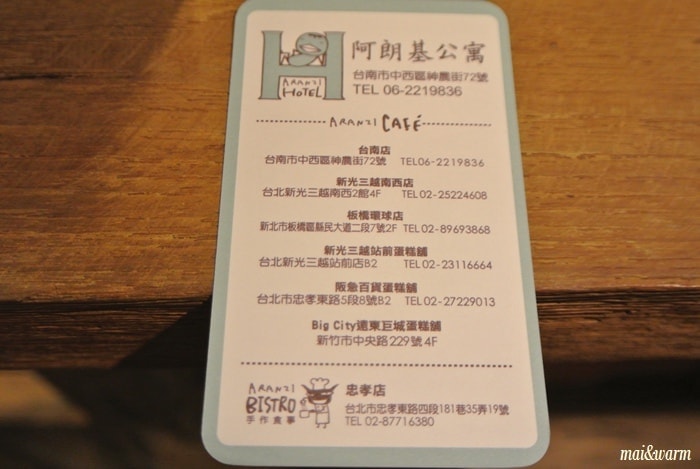 ARANZI
HOTEL
阿朗基公寓
台南市中西區神農街72號
TEL 06-2219836
ARANZI CAFÉ
台南店
台南市中西區神農街72號 TEL06-2219836
新光三越南西店
台北新光三越南西2館4F TEL02-25224608
板橋環球店
新北市板橋區縣民大道二段7號2F TEL02-89693868
新光三越站前蛋糕舖
台北新光三越站前店B2 TEL02-23116664
阪急百貨蛋糕舖
台北市忠孝東路5段8號B2 TEL02-27229013
Big City遠東巨城蛋糕舖
新竹市中央路229號4F
ARANZI
BISTRO
手作食事
忠孝店
台北市忠孝東路四段181巷35弄19號
TEL 02-87716380
mai&warm